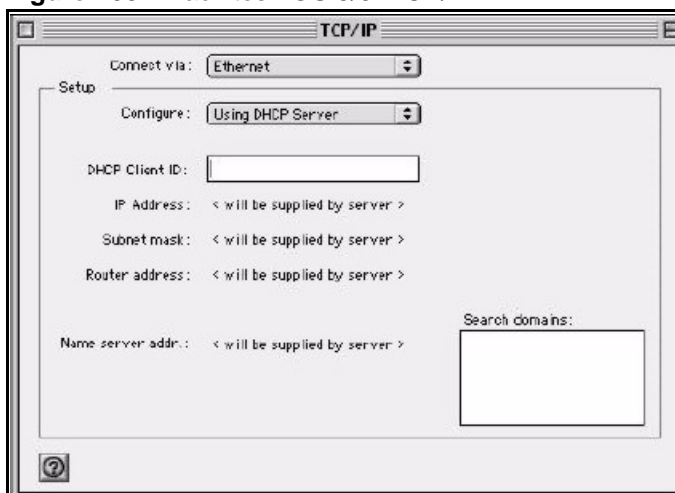 TCP/IP
Connect via: Ethernet
Setup
Configure: Using DHCP Server
DHCP Client ID:
IP Address: < will be supplied by server >
Subnet mask: < will be supplied by server >
Router address: < will be supplied by server >
Search domains:
Name server addr.: < will be supplied by server >